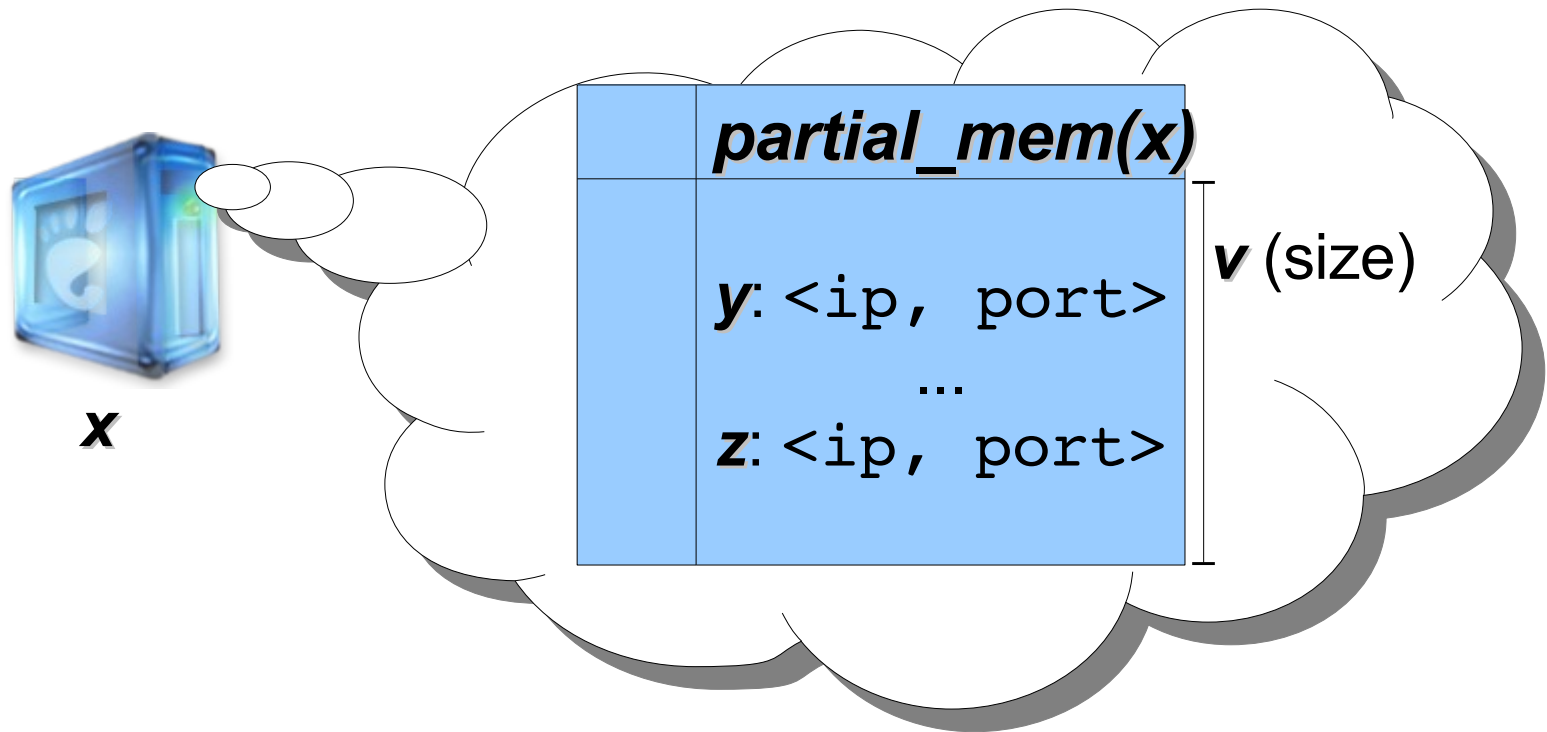 partial_mem(x)
v (size)
y: <ip, port>
...
z: <ip, port>
x